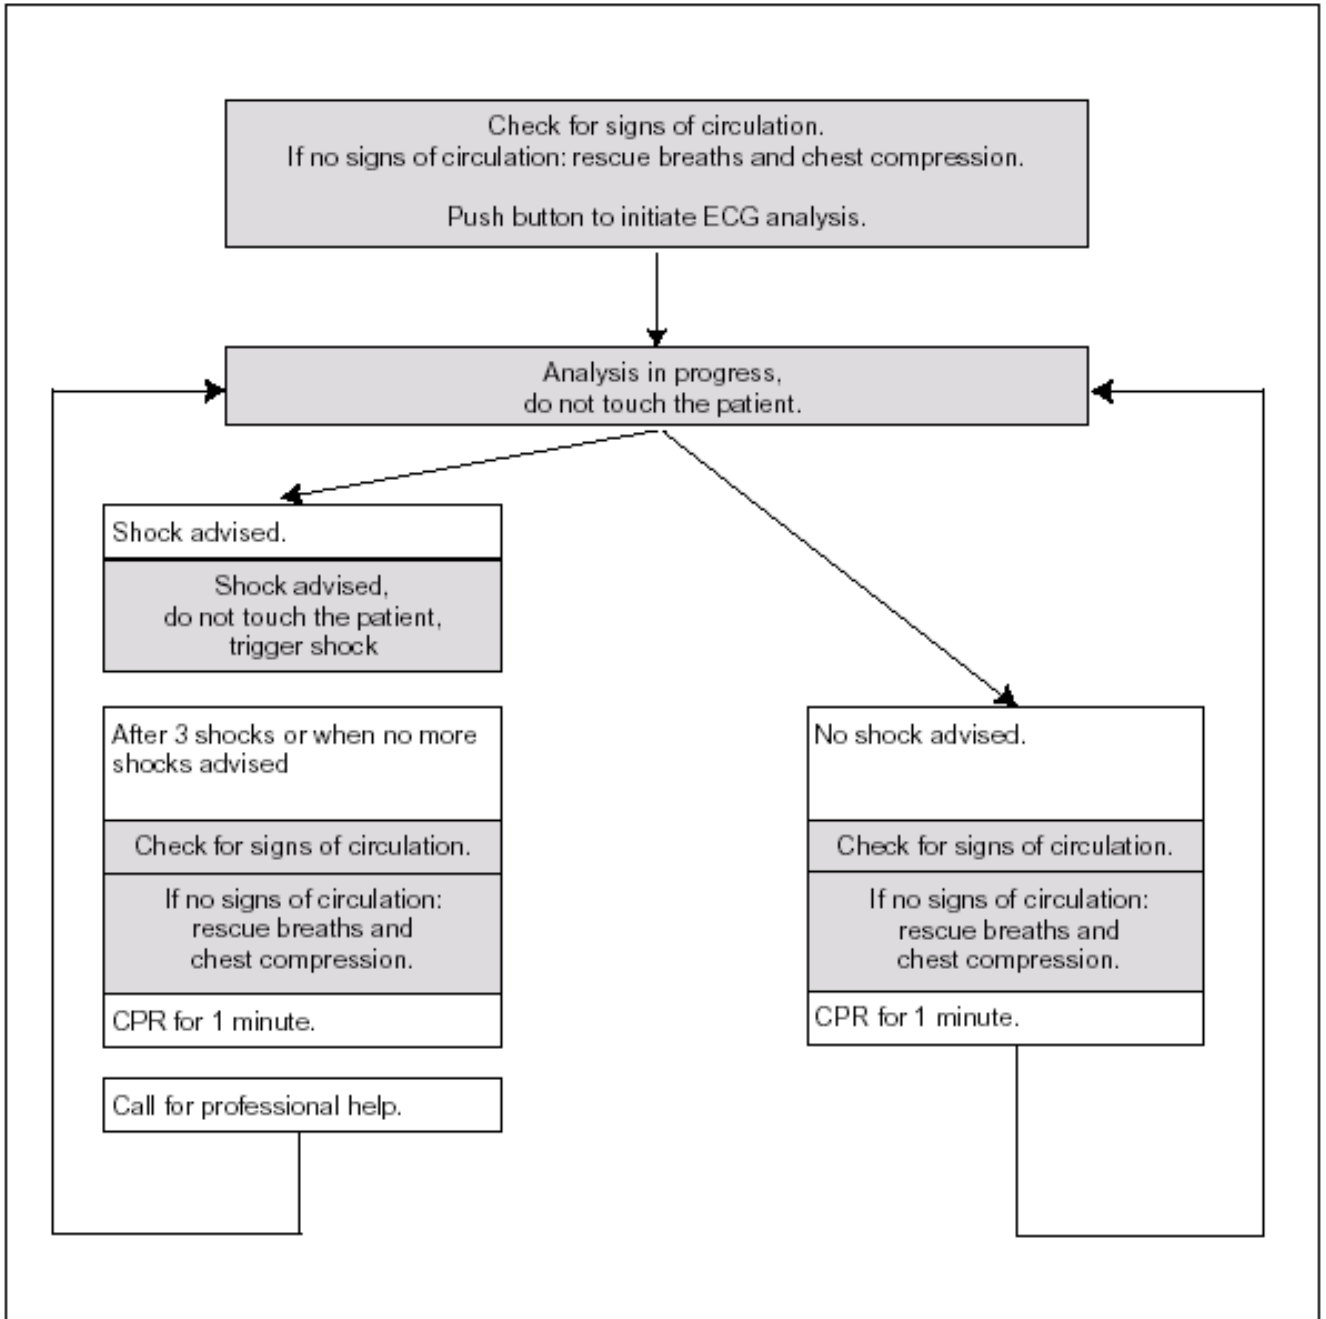 Check for signs of circulation.
If no signs of circulation: rescue breaths and chest compression.
Push button to initiate ECG analysis.
Analysis in progress,
do not touch the patient.
Shock advised.
Shock advised,
do not touch the patient,
trigger shock
After 3 shocks or when no more
shocks advised
Check for signs of circulation.
If no signs of circulation:
rescue breaths and
chest compression.
CPR for 1 minute.
Call for professional help.
No shock advised.
Check for signs of circulation.
If no signs of circulation:
rescue breaths and
chest compression.
CPR for 1 minute.